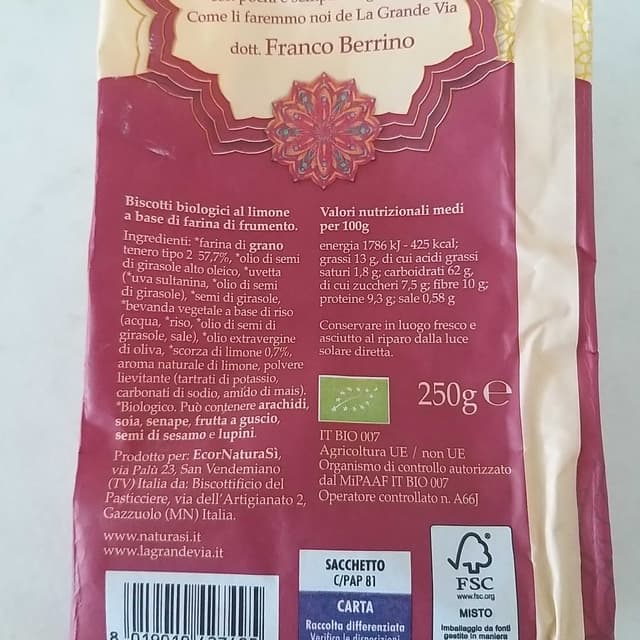 Come li faremmo noi de La Grande Via
dott. Franco Berrino
Biscotti biologici al limone
a base di farina di frumento.
Ingredienti: *farina di grano
tenero tipo 2 57,7%, *olio di semi
di girasole alto oleico, *uvetta
(*uva sultanina, *olio di semi
di girasole), *semi di girasole,
*bevanda vegetale a base di riso
(acqua, *riso, *olio di semi di
girasole, sale), *olio extravergine
di oliva, *scorza di limone 0,7%,
aroma naturale di limone, polvere
lievitante (tartrati di potassio,
carbonati di sodio, amido di mais).
*Biologico. Può contenere arachidi,
soia, senape, frutta a guscio,
semi di sesamo e lupini.
Prodotto per: EcorNaturaSì,
via Palù 23, San Vendemiano
(TV) Italia da: Biscottificio del
Pasticciere, via dell'Artigianato 2,
Gazzuolo (MN) Italia.
www.naturasi.it
www.lagrandevia.it
Valori nutrizionali medi
per 100g
energia 1786 kJ - 425 kcal;
grassi 13 g, di cui acidi grassi
saturi 1,8 g; carboidrati 62 g,
di cui zuccheri 7,5 g; fibre 10 g;
proteine 9,3 g; sale 0,58 g
Conservare in luogo fresco e
asciutto al riparo dalla luce
solare diretta.
250g e
IT BIO 007
Agricoltura UE / non UE
Organismo di controllo autorizzato
dal MiPAAF IT BIO 007
Operatore controllato n. A66J
SACCHETTO
C/PAP 81
CARTA
Raccolta differenziata
Verifica le disposizioni
FSC
www.fsc.org
MISTO
Imballaggio da fonti
gestite in maniera